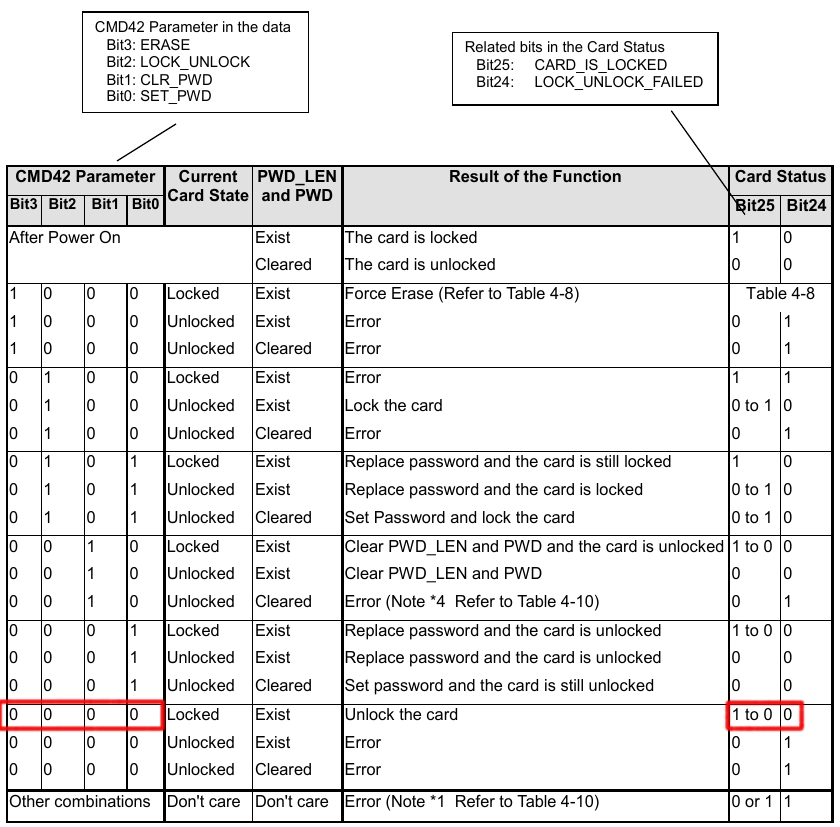 CMD42 Parameter in the data
Bit3: ERASE
Bit2: LOCK_UNLOCK
Bit1: CLR_PWD
Bit0: SET_PWD
Related bits in the Card Status
Bit25: CARD_IS_LOCKED
Bit24: LOCK_UNLOCK_FAILED
CMD42 Parameter Current Card State PWD_LEN and PWD Result of the Function Card Status
Bit3 Bit2 Bit1 Bit0 Bit25 Bit24
After Power On Exist The card is locked 1 0
Cleared The card is unlocked 0 0
1 0 0 0 Locked Exist Force Erase (Refer to Table 4-8) Table 4-8
1 0 0 0 Unlocked Exist Error 0 1
1 0 0 0 Unlocked Cleared Error 0 1
0 1 0 0 Locked Exist Error 1 1
0 1 0 0 Unlocked Exist Lock the card 0 to 1 0
0 1 0 0 Unlocked Cleared Error 0 1
0 1 0 1 Locked Exist Replace password and the card is still locked 1 0
0 1 0 1 Unlocked Exist Replace password and the card is locked 0 to 1 0
0 1 0 1 Unlocked Cleared Set Password and lock the card 0 to 1 0
0 0 1 0 Locked Exist Clear PWD_LEN and PWD and the card is unlocked 1 to 0 0
0 0 1 0 Unlocked Exist Clear PWD_LEN and PWD 0 0
0 0 1 0 Unlocked Cleared Error (Note *4 Refer to Table 4-10) 0 1
0 0 0 1 Locked Exist Replace password and the card is unlocked 1 to 0 0
0 0 0 1 Unlocked Exist Replace password and the card is unlocked 0 0
0 0 0 1 Unlocked Cleared Set password and the card is still unlocked 0 0
0 0 0 0 Locked Exist Unlock the card 1 to 0 0
0 0 0 0 Unlocked Exist Error 0 1
0 0 0 0 Unlocked Cleared Error 0 1
Other combinations Don't care Don't care Error (Note *1 Refer to Table 4-10) 0 or 1 1